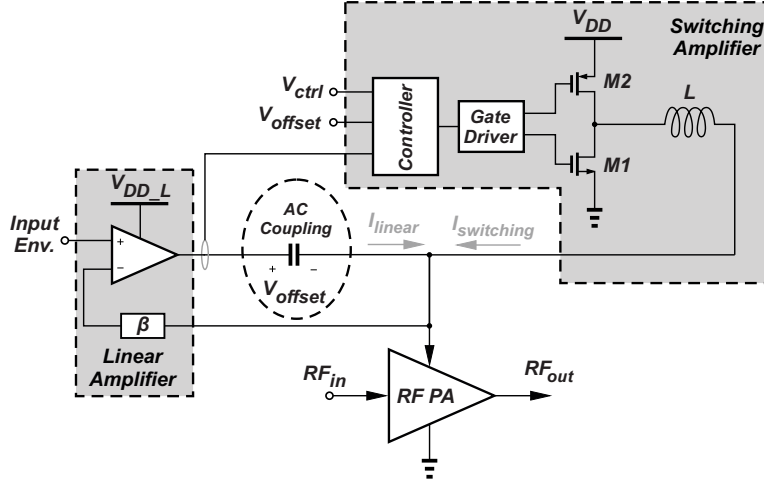 V_DD
Switching
Amplifier
M2
L
V_ctrl
V_offset
Controller
Gate
Driver
M1
V_DD_L
Input
Env.
+
−
AC
Coupling
+ −
V_offset
I_linear
I_switching
β
Linear
Amplifier
RF_in
RF PA
RF_out